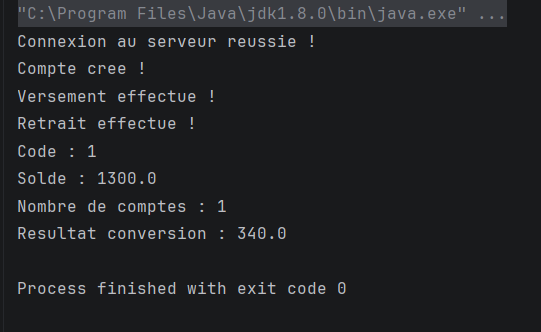 "C:\Program Files\Java\jdk1.8.0\bin\java.exe" ...
Connexion au serveur reussie !
Compte cree !
Versement effectue !
Retrait effectue !
Code : 1
Solde : 1300.0
Nombre de comptes : 1
Resultat conversion : 340.0
Process finished with exit code 0